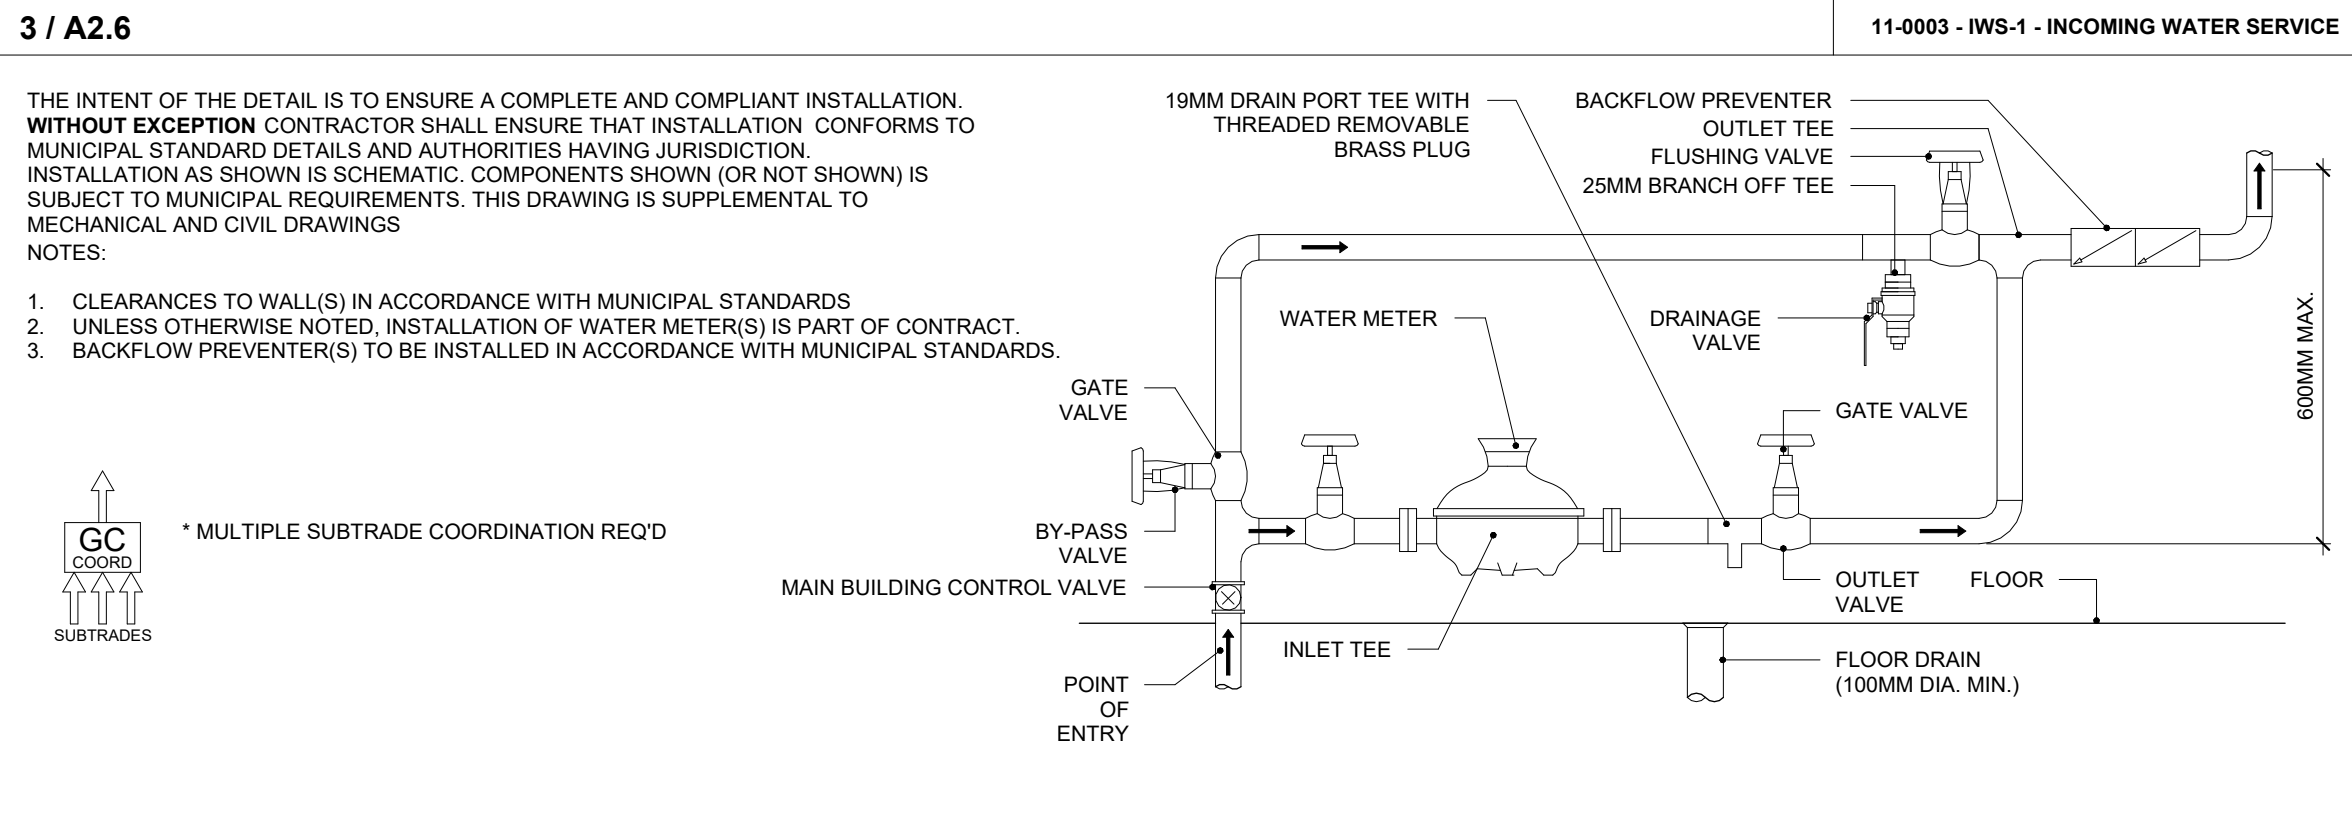 3 / A2.6
11-0003 - IWS-1 - INCOMING WATER SERVICE
THE INTENT OF THE DETAIL IS TO ENSURE A COMPLETE AND COMPLIANT INSTALLATION.
WITHOUT EXCEPTION CONTRACTOR SHALL ENSURE THAT INSTALLATION CONFORMS TO
MUNICIPAL STANDARD DETAILS AND AUTHORITIES HAVING JURISDICTION.
INSTALLATION AS SHOWN IS SCHEMATIC. COMPONENTS SHOWN (OR NOT SHOWN) IS
SUBJECT TO MUNICIPAL REQUIREMENTS. THIS DRAWING IS SUPPLEMENTAL TO
MECHANICAL AND CIVIL DRAWINGS
NOTES:
1. CLEARANCES TO WALL(S) IN ACCORDANCE WITH MUNICIPAL STANDARDS
2. UNLESS OTHERWISE NOTED, INSTALLATION OF WATER METER(S) IS PART OF CONTRACT.
3. BACKFLOW PREVENTER(S) TO BE INSTALLED IN ACCORDANCE WITH MUNICIPAL STANDARDS.
GC
COORD
SUBTRADES
* MULTIPLE SUBTRADE COORDINATION REQ'D
19MM DRAIN PORT TEE WITH
THREADED REMOVABLE
BRASS PLUG
BACKFLOW PREVENTER
OUTLET TEE
FLUSHING VALVE
25MM BRANCH OFF TEE
WATER METER
DRAINAGE
VALVE
600MM MAX.
GATE
VALVE
GATE VALVE
BY-PASS
VALVE
MAIN BUILDING CONTROL VALVE
OUTLET
VALVE
FLOOR
INLET TEE
FLOOR DRAIN
(100MM DIA. MIN.)
POINT
OF
ENTRY